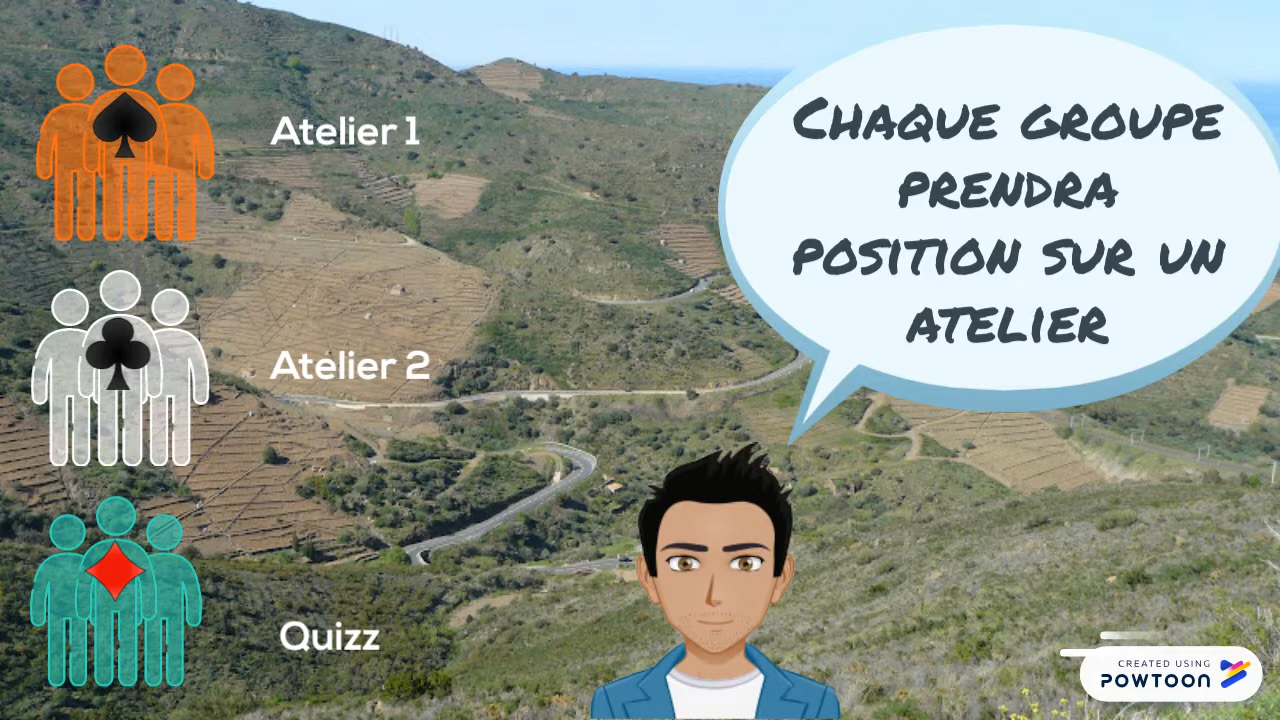 Atelier 1
Atelier 2
Quizz
CHAQUE GROUPE
PRENDRA
POSITION SUR UN
ATELIER
CREATED USING
POWTOON